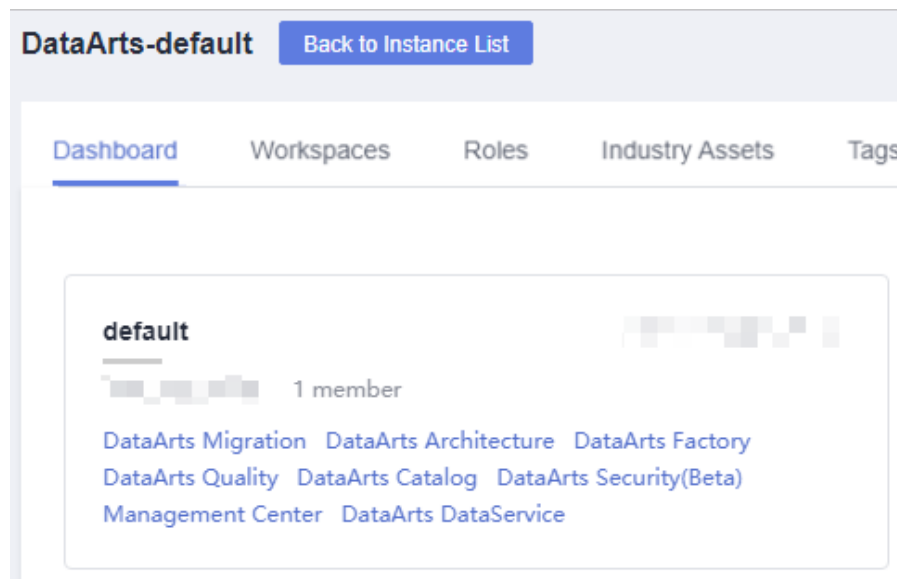 DataArts-default Back to Instance List
Dashboard Workspaces Roles Industry Assets Tags
default
1 member
DataArts Migration DataArts Architecture DataArts Factory
DataArts Quality DataArts Catalog DataArts Security(Beta)
Management Center DataArts DataService